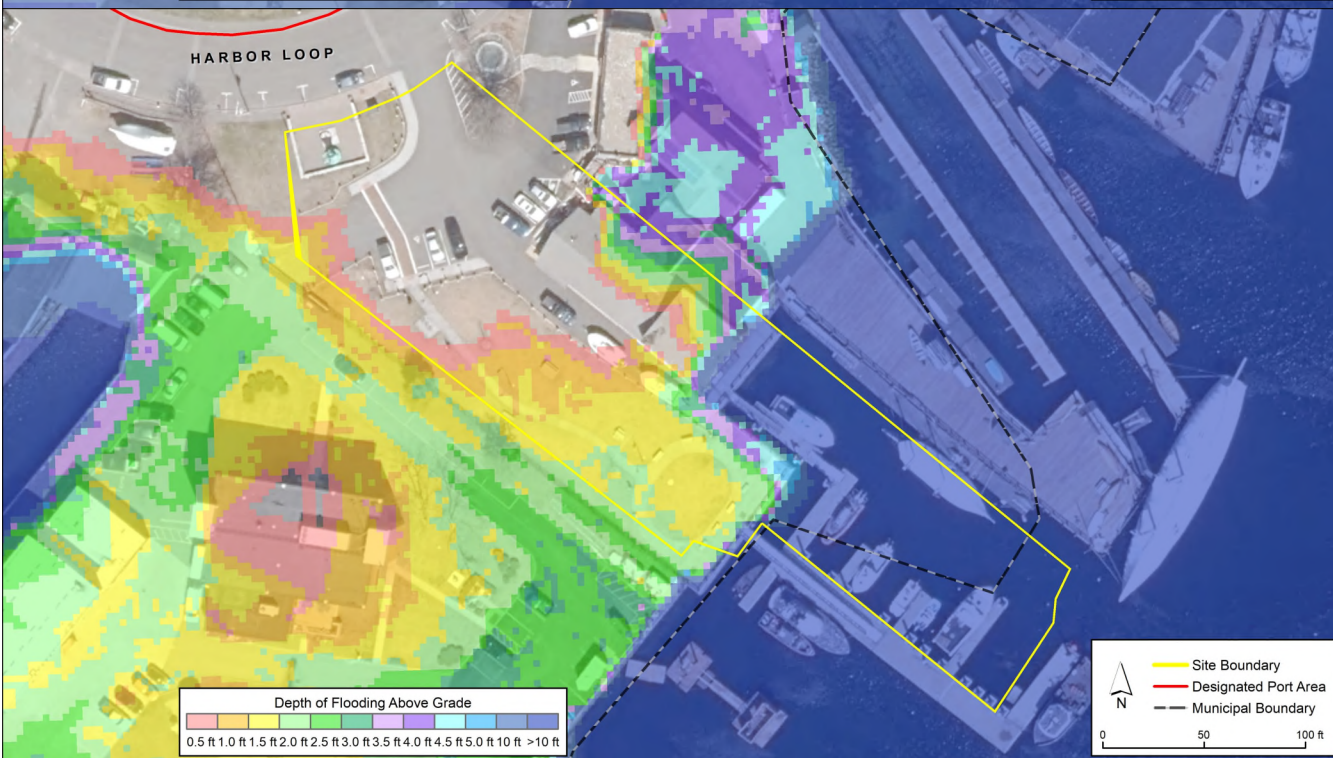 HARBOR LOOP
Depth of Flooding Above Grade
0.5 ft 1.0 ft 1.5 ft 2.0 ft 2.5 ft 3.0 ft 3.5 ft 4.0 ft 4.5 ft 5.0 ft 10 ft >10 ft
N
Site Boundary
Designated Port Area
Municipal Boundary
0 50 100 ft